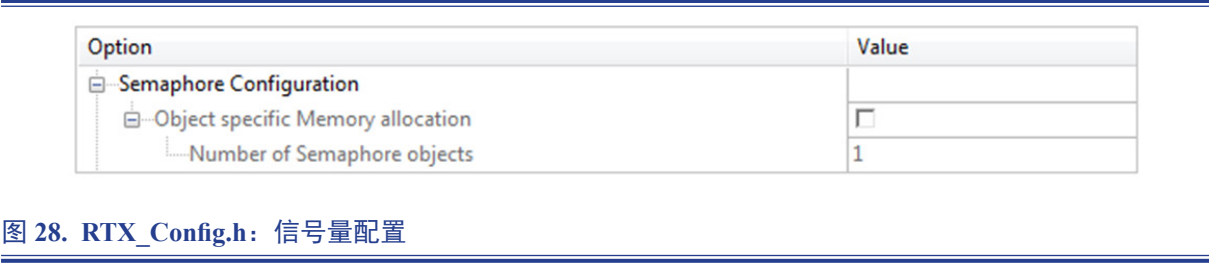 Option Value
Semaphore Configuration
Object specific Memory allocation
Number of Semaphore objects 1
图 28. RTX_Config.h：信号量配置